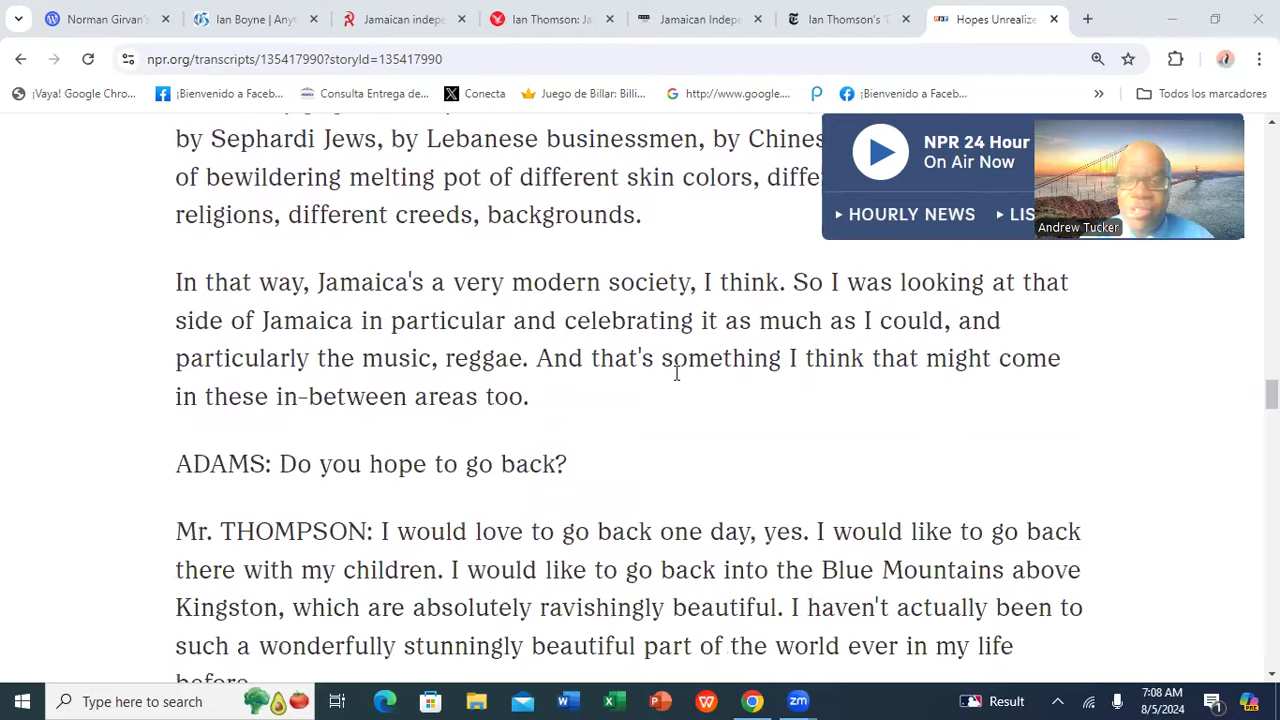 Norman Girvan's
Ian Boyne | Any
Jamaican indepe
Ian Thomson: Ja
Jamaican Indep
Ian Thomson's 'D
Hopes Unrealize
npr.org/transcripts/135417990?storyId=135417990
¡Vaya! Google Chro...
¡Bienvenido a Faceb...
Consulta Entrega de...
Conecta
Juego de Billar: Billi...
http://www.google....
¡Bienvenido a Faceb...
Todos los marcadores
by Sephardi Jews, by Lebanese businessmen, by Chines
of bewildering melting pot of different skin colors, diffe
religions, different creeds, backgrounds.
NPR 24 Hour
On Air Now
HOURLY NEWS
LIS
Andrew Tucker
In that way, Jamaica's a very modern society, I think. So I was looking at that
side of Jamaica in particular and celebrating it as much as I could, and
particularly the music, reggae. And that's something I think that might come
in these in-between areas too.
ADAMS: Do you hope to go back?
Mr. THOMPSON: I would love to go back one day, yes. I would like to go back
there with my children. I would like to go back into the Blue Mountains above
Kingston, which are absolutely ravishingly beautiful. I haven't actually been to
such a wonderfully stunningly beautiful part of the world ever in my life
before
Type here to search
Result
7:08 AM
8/5/2024